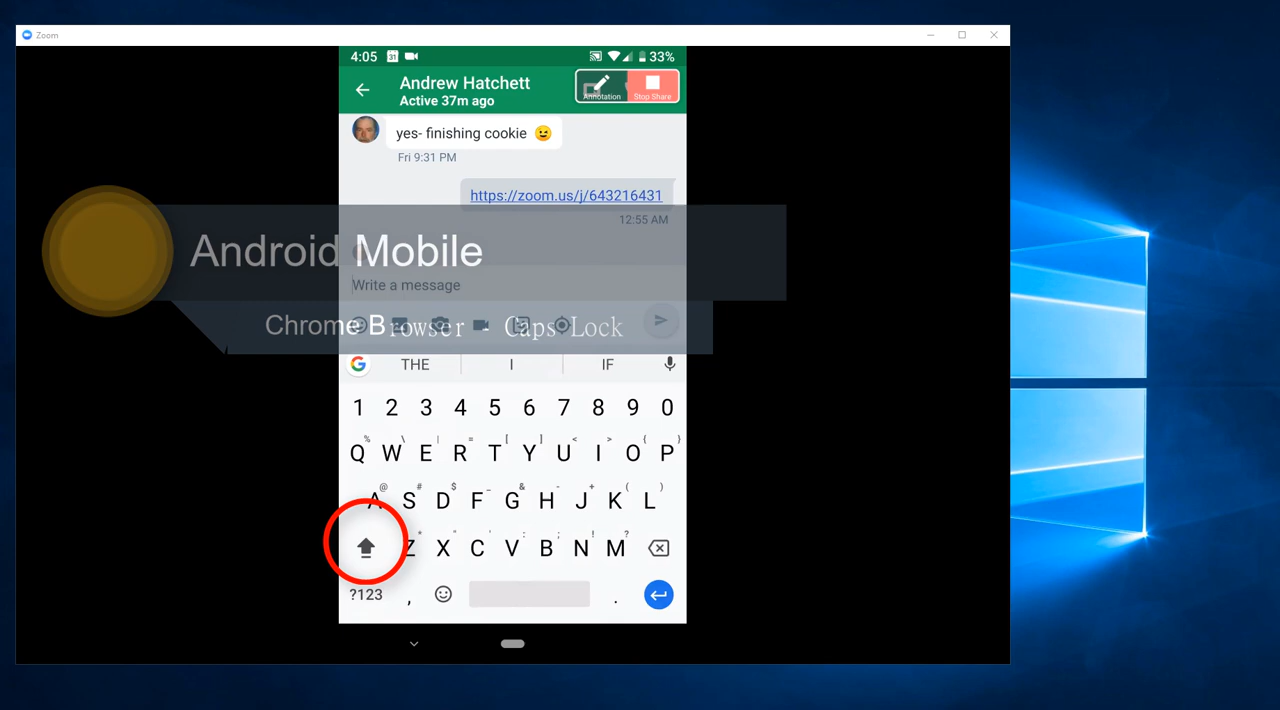 Zoom
4:05 31 33%
Andrew Hatchett
Active 37m ago
Annotation Stop Share
yes- finishing cookie 😉
Fri 9:31 PM
https://zoom.us/j/643216431
12:55 AM
Android Mobile
Write a message
Chrome Browser - Caps Lock
G THE I IF
1 2 3 4 5 6 7 8 9 0
% \ | = [ ] < > { }
Q W E R T Y U I O P
@ # $ _ & - + ( )
A S D F G H J K L
* " ' : ; ! ?
Z X C V B N M
?123 , .